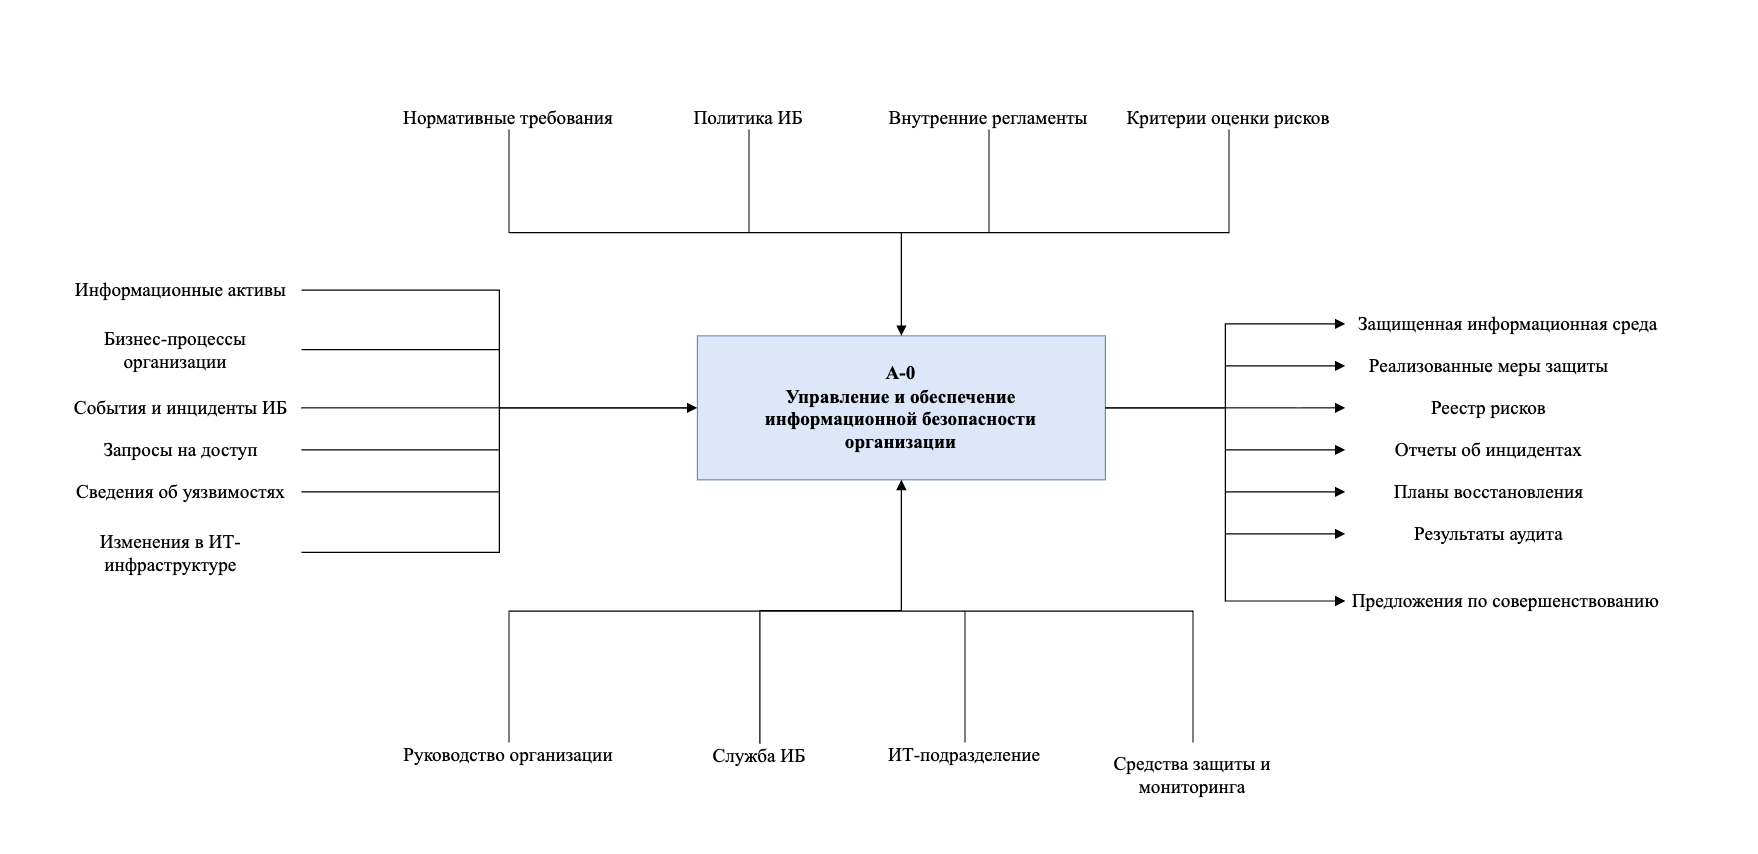 Нормативные требования
Политика ИБ
Внутренние регламенты
Критерии оценки рисков
Информационные активы
Бизнес-процессы
организации
События и инциденты ИБ
Запросы на доступ
Сведения об уязвимостях
Изменения в ИТ-
инфраструктуре
А-0
Управление и обеспечение
информационной безопасности
организации
Защищенная информационная среда
Реализованные меры защиты
Реестр рисков
Отчеты об инцидентах
Планы восстановления
Результаты аудита
Предложения по совершенствованию
Руководство организации
Служба ИБ
ИТ-подразделение
Средства защиты и
мониторинга